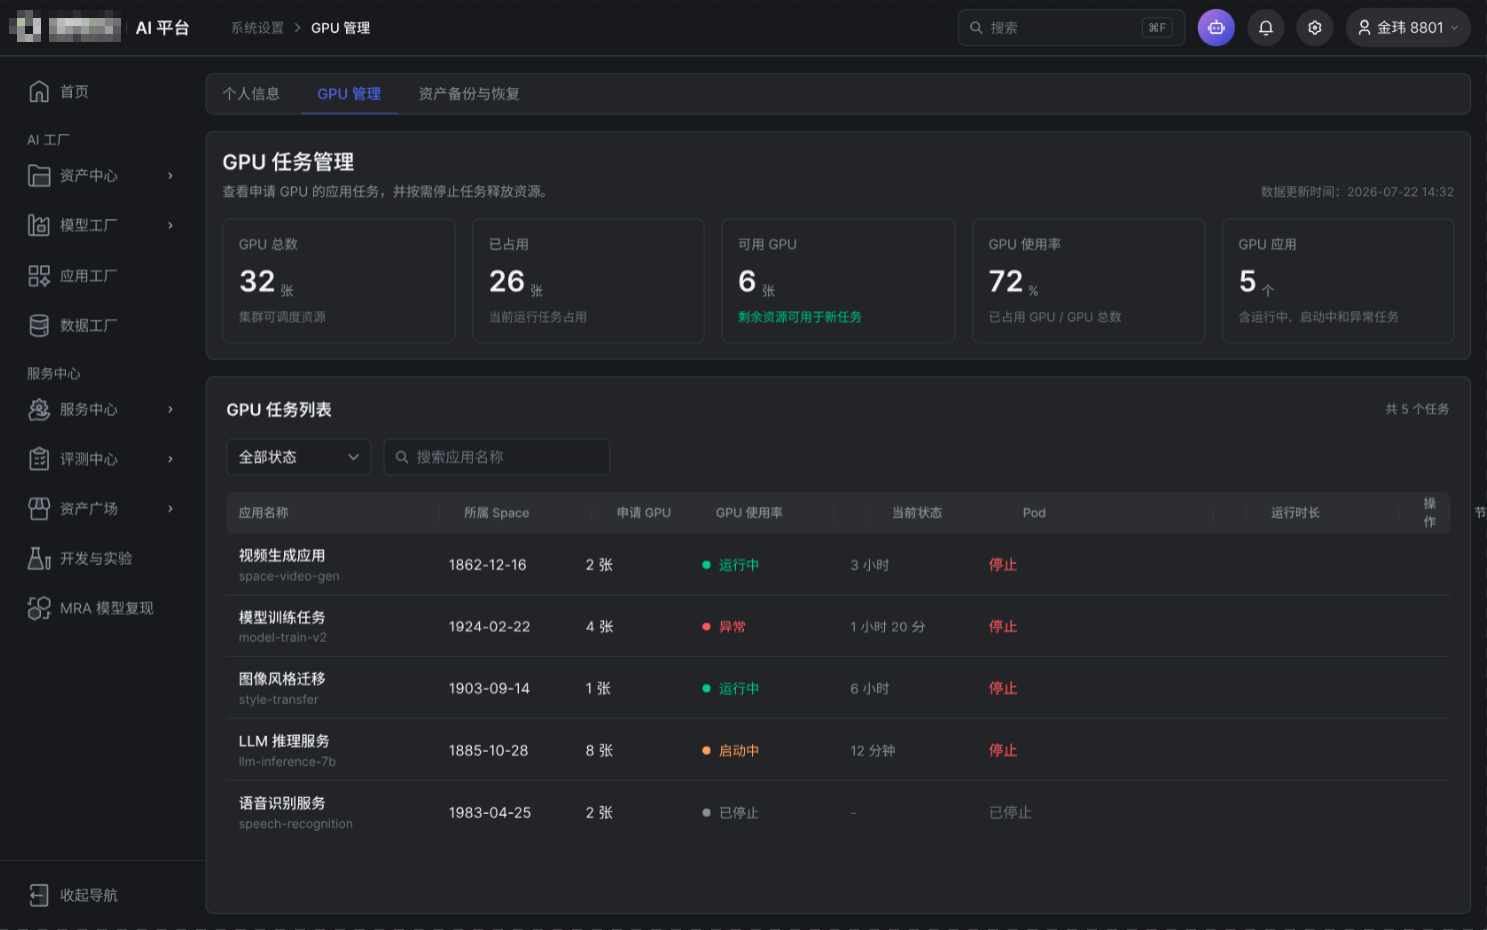 AI 平台
系统设置 > GPU 管理
搜索
⌘F
金玮 8801
首页
AI 工厂
资产中心
模型工厂
应用工厂
数据工厂
服务中心
服务中心
评测中心
资产广场
开发与实验
MRA 模型复现
收起导航
个人信息
GPU 管理
资产备份与恢复
GPU 任务管理
查看申请 GPU 的应用任务，并按需停止任务释放资源。
数据更新时间：2026-07-22 14:32
GPU 总数
32 张
集群可调度资源
已占用
26 张
当前运行任务占用
可用 GPU
6 张
剩余资源可用于新任务
GPU 使用率
72 %
已占用 GPU / GPU 总数
GPU 应用
5 个
含运行中、启动中和异常任务
GPU 任务列表
共 5 个任务
全部状态
搜索应用名称
应用名称 所属 Space 申请 GPU GPU 使用率 当前状态 Pod 运行时长 操作 节
视频生成应用
space-video-gen
1862-12-16 2 张 运行中 3 小时 停止
模型训练任务
model-train-v2
1924-02-22 4 张 异常 1 小时 20 分 停止
图像风格迁移
style-transfer
1903-09-14 1 张 运行中 6 小时 停止
LLM 推理服务
llm-inference-7b
1885-10-28 8 张 启动中 12 分钟 停止
语音识别服务
speech-recognition
1983-04-25 2 张 已停止 - 已停止